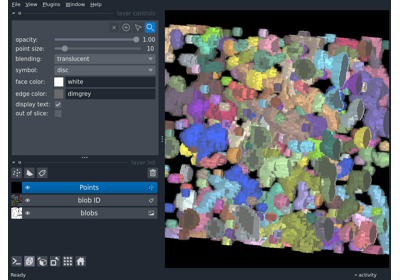 File View Plugins Window Help
layer controls
opacity: 1.00
point size: 10
blending: translucent
symbol: disc
face color: white
edge color: dimgrey
display text:
out of slice:
layer list
Points
blob ID
blobs
Ready activity